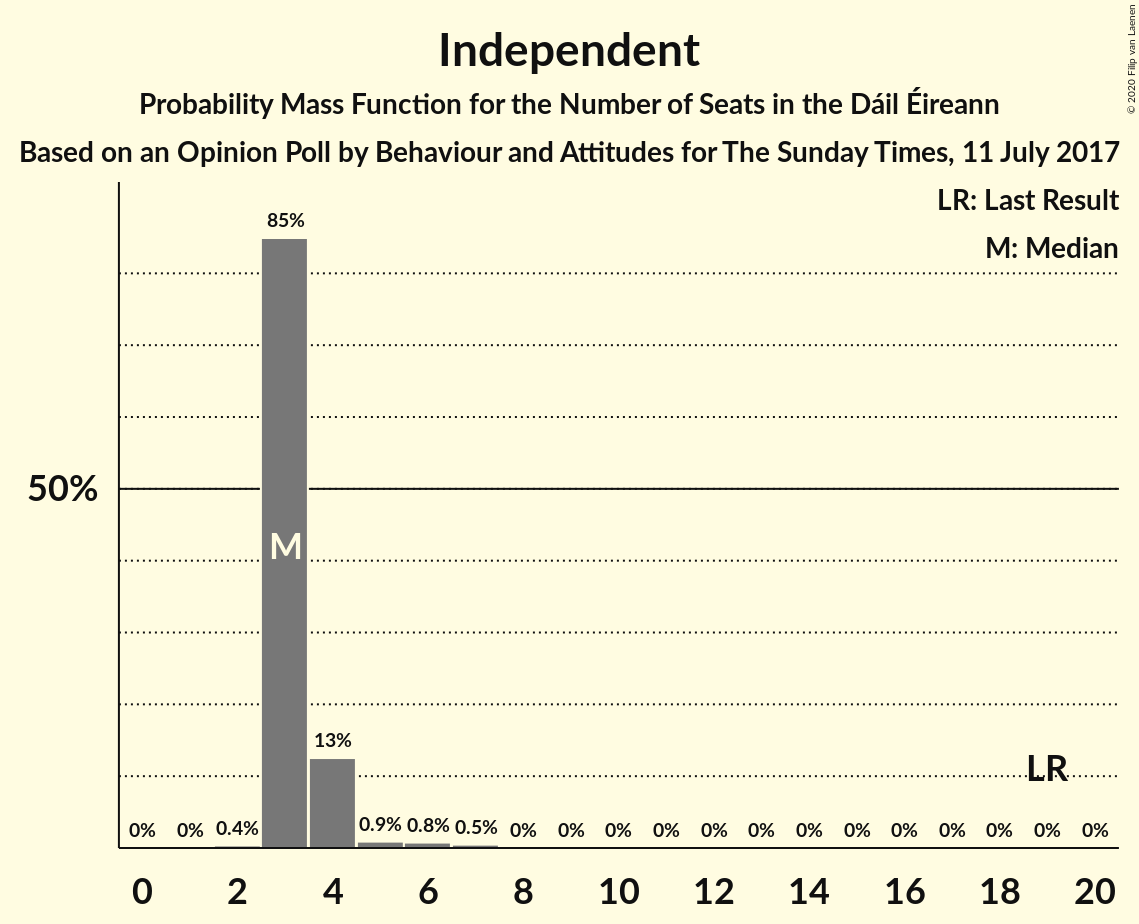 Independent
Probability Mass Function for the Number of Seats in the Dáil Éireann
Based on an Opinion Poll by Behaviour and Attitudes for The Sunday Times, 11 July 2017
© 2020 Filip van Laenen
LR: Last Result
M: Median
85%
50%
M
13%
LR
0% 0% 0.4% 0.9% 0.8% 0.5% 0% 0% 0% 0% 0% 0% 0% 0% 0% 0% 0% 0% 0%
0 2 4 6 8 10 12 14 16 18 20